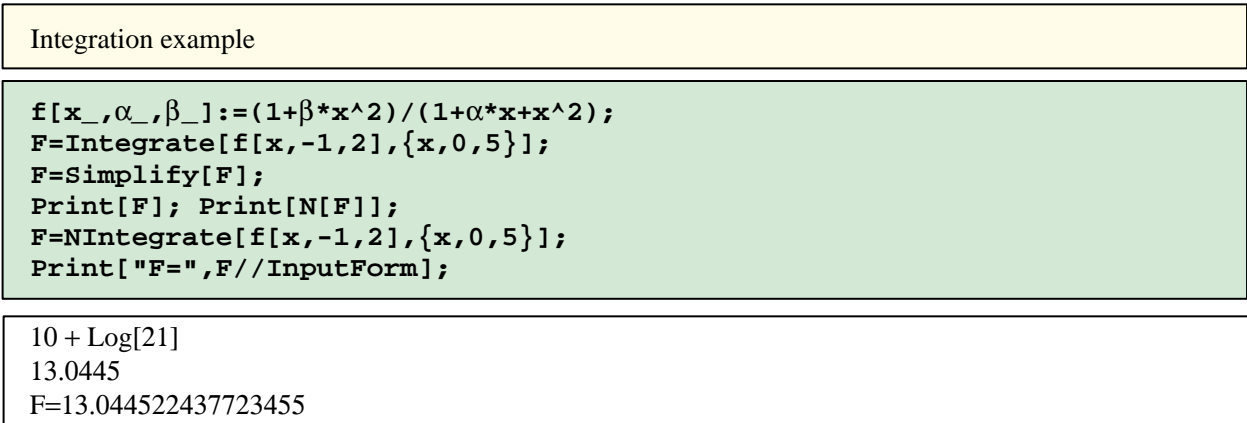 Integration example
f[x_,α_,β_]:=(1+β*x^2)/(1+α*x+x^2);
F=Integrate[f[x,-1,2],{x,0,5}];
F=Simplify[F];
Print[F]; Print[N[F]];
F=NIntegrate[f[x,-1,2],{x,0,5}];
Print["F=",F//InputForm];
10 + Log[21]
13.0445
F=13.044522437723455